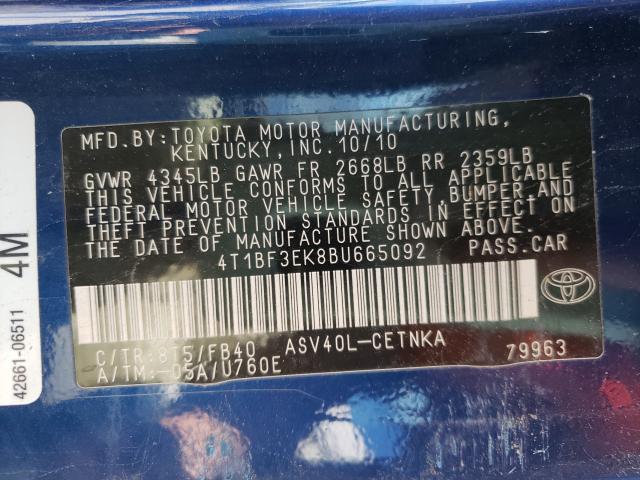 MFD.BY:TOYOTA MOTOR MANUFACTURING,
KENTUCKY, INC.10/10
GVWR 4345LB GAWR FR 2668LB RR 2359LB
THIS VEHICLE CONFORMS TO ALL APPLICABLE
FEDERAL MOTOR VEHICLE SAFETY,BUMPER AND
THEFT PREVENTION STANDARDS IN EFFECT ON
THE DATE OF MANUFACTURE SHOWN ABOVE.
4T1BF3EK8BU665092 PASS.CAR
C/TR:8T5/FB40 ASV40L-CETNKA
A/TM:-05A/U760E 79963
42661-06511 4M